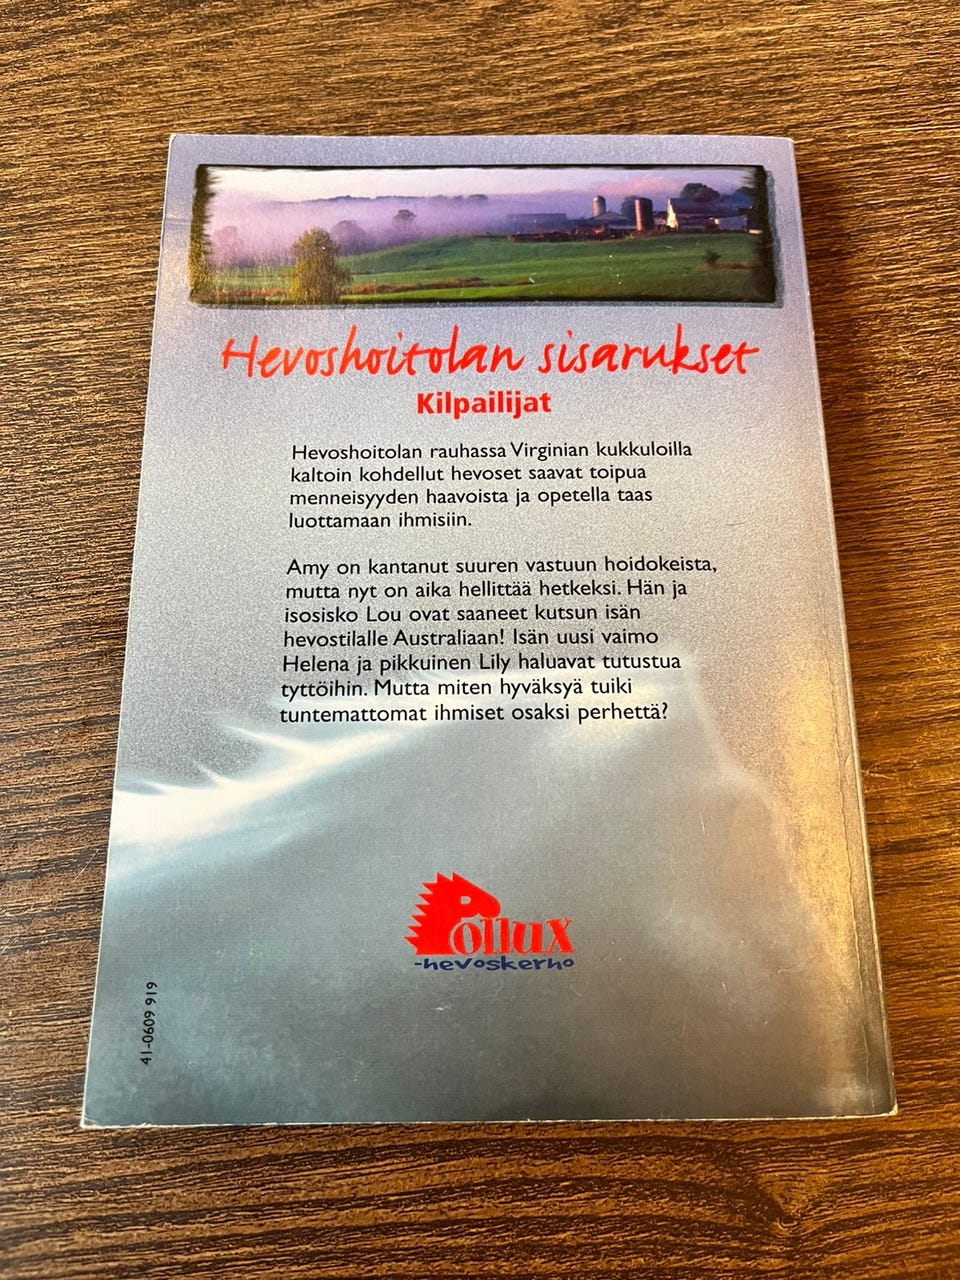 Hevoshoitolan sisarukset
Kilpailijat
Hevoshoitolan rauhassa Virginian kukkuloilla
kaltoin kohdellut hevoset saavat toipua
menneisyyden haavoista ja opetella taas
luottamaan ihmisiin.
Amy on kantanut suuren vastuun hoidokeista,
mutta nyt on aika hellittää hetkeksi. Hän ja
isosisko Lou ovat saaneet kutsun isän
hevostilalle Australiaan! Isän uusi vaimo
Helena ja pikkuinen Lily haluavat tutustua
tyttöihin. Mutta miten hyväksyä tuiki
tuntemattomat ihmiset osaksi perhettä?
Pollux
-hevoskerho
41-0609 919